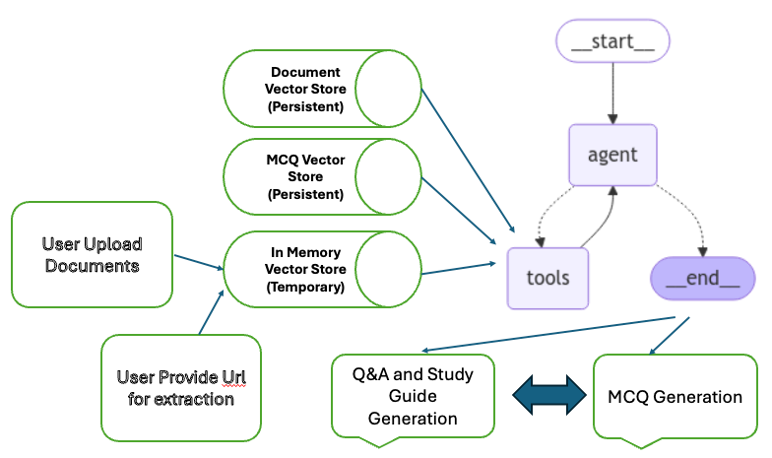 __start__
Document
Vector Store
(Persistent)
agent
MCQ Vector
Store
(Persistent)
User Upload
Documents
In Memory
Vector Store
(Temporary)
tools
__end__
User Provide Url
for extraction
Q&A and Study
Guide
Generation
MCQ Generation